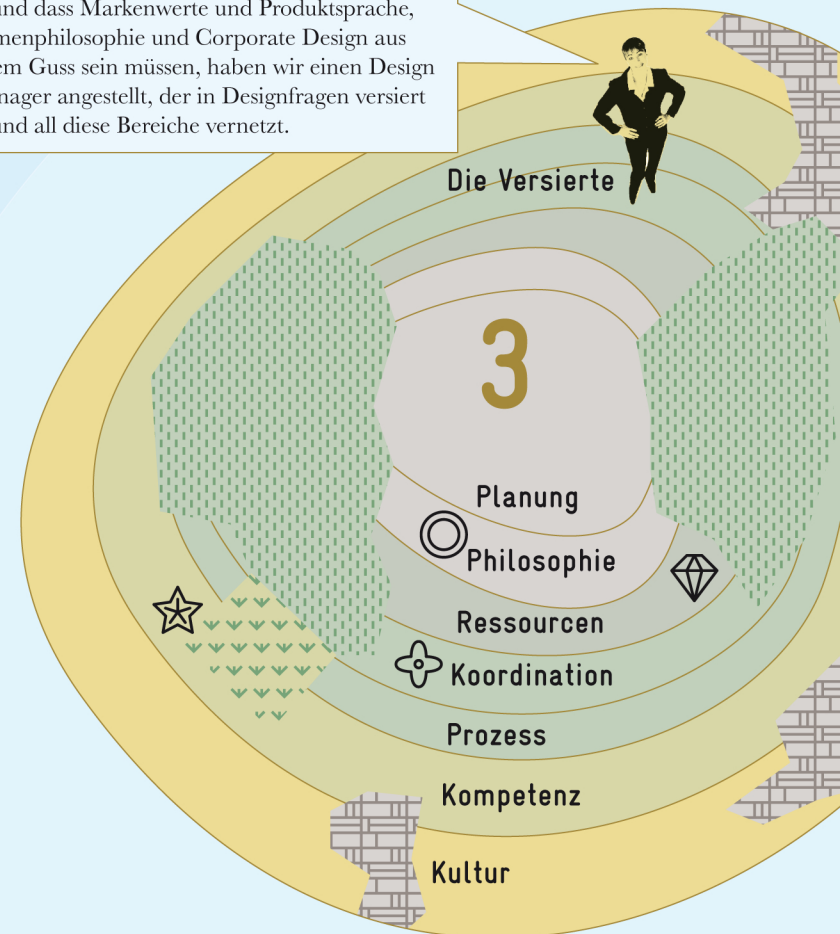 und dass Markenwerte und Produktsprache,
menphilosophie und Corporate Design aus
em Guss sein müssen, haben wir einen Design
nager angestellt, der in Designfragen versiert
und all diese Bereiche vernetzt.
Die Versierte
3
Planung
Philosophie
Ressourcen
Koordination
Prozess
Kompetenz
Kultur